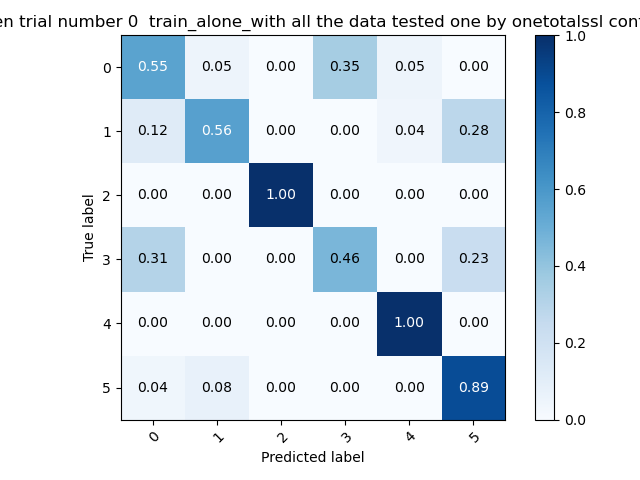 en trial number 0 train_alone_with all the data tested one by onetotalssl con
0 0.55 0.05 0.00 0.35 0.05 0.00
1 0.12 0.56 0.00 0.00 0.04 0.28
2 0.00 0.00 1.00 0.00 0.00 0.00
3 0.31 0.00 0.00 0.46 0.00 0.23
4 0.00 0.00 0.00 0.00 1.00 0.00
5 0.04 0.08 0.00 0.00 0.00 0.89
0 1 2 3 4 5
True label
Predicted label
1.0
0.8
0.6
0.4
0.2
0.0